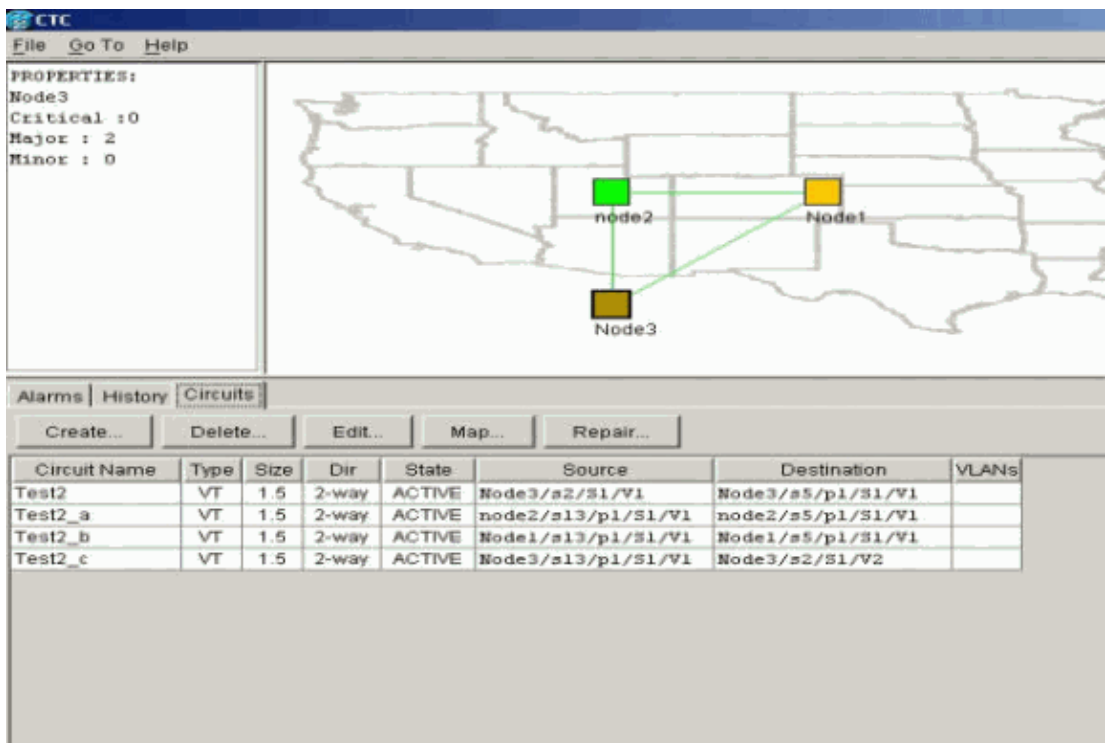 CTC
File Go To Help
PROPERTIES:
Node3
Critical :0
Major : 2
Minor : 0
node2
Node1
Node3
Alarms History Circuits
Create... Delete... Edit... Map... Repair...
Circuit Name Type Size Dir State Source Destination VLANs
Test2 VT 1.5 2-way ACTIVE Node3/s2/S1/V1 Node3/s5/p1/S1/V1
Test2_a VT 1.5 2-way ACTIVE node2/s13/p1/S1/V1 node2/s5/p1/S1/V1
Test2_b VT 1.5 2-way ACTIVE Node1/s13/p1/S1/V1 Node1/s5/p1/S1/V1
Test2_c VT 1.5 2-way ACTIVE Node3/s13/p1/S1/V1 Node3/s2/S1/V2